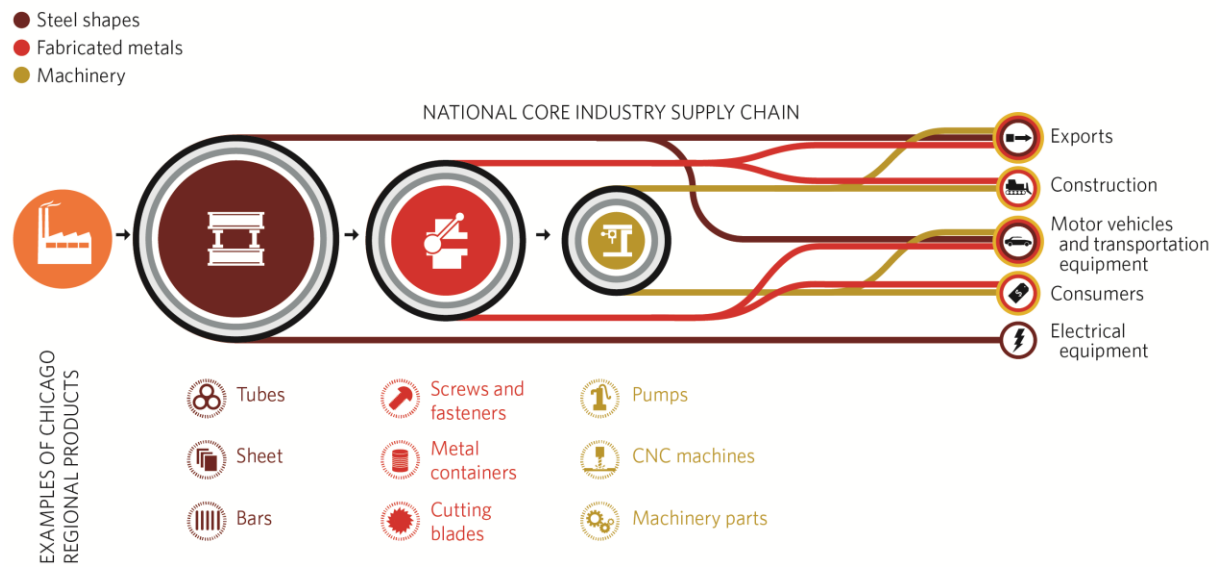 Steel shapes
Fabricated metals
Machinery
NATIONAL CORE INDUSTRY SUPPLY CHAIN
Exports
Construction
Motor vehicles
and transportation
equipment
Consumers
Electrical
equipment
EXAMPLES OF CHICAGO
REGIONAL PRODUCTS
Tubes
Sheet
Bars
Screws and
fasteners
Metal
containers
Cutting
blades
Pumps
CNC machines
Machinery parts